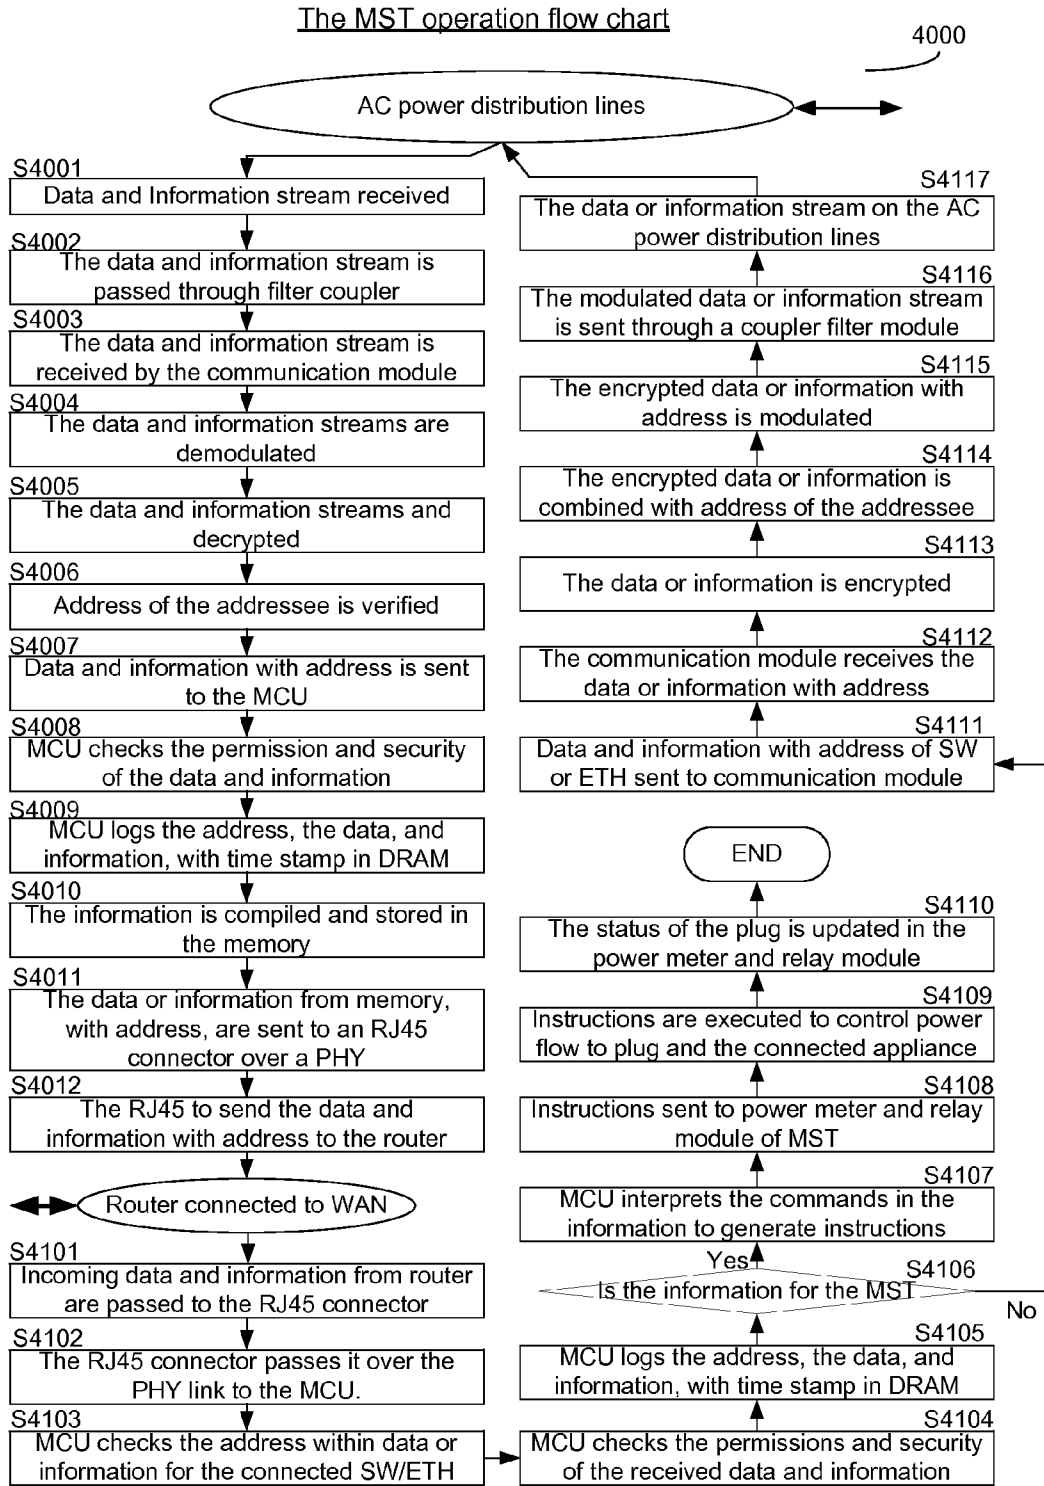 The MST operation flow chart
4000
AC power distribution lines
S4001
Data and Information stream received
S4002
The data and information stream is
passed through filter coupler
S4003
The data and information stream is
received by the communication module
S4004
The data and information streams are
demodulated
S4005
The data and information streams and
decrypted
S4006
Address of the addressee is verified
S4007
Data and information with address is sent
to the MCU
S4008
MCU checks the permission and security
of the data and information
S4009
MCU logs the address, the data, and
information, with time stamp in DRAM
S4010
The information is compiled and stored in
the memory
S4011
The data or information from memory,
with address, are sent to an RJ45
connector over a PHY
S4012
The RJ45 to send the data and
information with address to the router
Router connected to WAN
S4101
Incoming data and information from router
are passed to the RJ45 connector
S4102
The RJ45 connector passes it over the
PHY link to the MCU.
S4103
MCU checks the address within data or
information for the connected SW/ETH
S4117
The data or information stream on the AC
power distribution lines
S4116
The modulated data or information stream
is sent through a coupler filter module
S4115
The encrypted data or information with
address is modulated
S4114
The encrypted data or information is
combined with address of the addressee
S4113
The data or information is encrypted
S4112
The communication module receives the
data or information with address
S4111
Data and information with address of SW
or ETH sent to communication module
END
S4110
The status of the plug is updated in the
power meter and relay module
S4109
Instructions are executed to control power
flow to plug and the connected appliance
S4108
Instructions sent to power meter and relay
module of MST
S4107
MCU interprets the commands in the
information to generate instructions
Yes
S4106
Is the information for the MST
No
S4105
MCU logs the address, the data, and
information, with time stamp in DRAM
S4104
MCU checks the permissions and security
of the received data and information